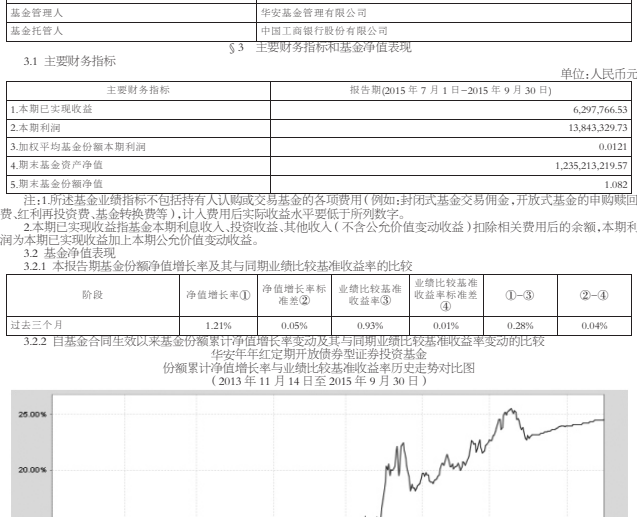 基金管理人 华安基金管理有限公司
基金托管人 中国工商银行股份有限公司
§3 主要财务指标和基金净值表现
3.1 主要财务指标
单位:人民币元
主要财务指标 报告期(2015 年 7 月 1 日-2015 年 9 月 30 日)
1.本期已实现收益 6,297,766.53
2.本期利润 13,843,329.73
3.加权平均基金份额本期利润 0.0121
4.期末基金资产净值 1,235,213,219.57
5.期末基金份额净值 1.082
注:1.所述基金业绩指标不包括持有人认购或交易基金的各项费用(例如:封闭式基金交易佣金,开放式基金的申购赎回
费、红利再投资费、基金转换费等),计入费用后实际收益水平要低于所列数字。
2.本期已实现收益指基金本期利息收入、投资收益、其他收入(不含公允价值变动收益)扣除相关费用后的余额,本期利
润为本期已实现收益加上本期公允价值变动收益。
3.2 基金净值表现
3.2.1 本报告期基金份额净值增长率及其与同期业绩比较基准收益率的比较
阶段 净值增长率① 净值增长率标准差② 业绩比较基准收益率③ 业绩比较基准收益率标准差④ ①-③ ②-④
过去三个月 1.21% 0.05% 0.93% 0.01% 0.28% 0.04%
3.2.2 自基金合同生效以来基金份额累计净值增长率变动及其与同期业绩比较基准收益率变动的比较
华安年年红定期开放债券型证券投资基金
份额累计净值增长率与业绩比较基准收益率历史走势对比图
(2013 年 11 月 14 日至 2015 年 9 月 30 日)
25.00%
20.00%